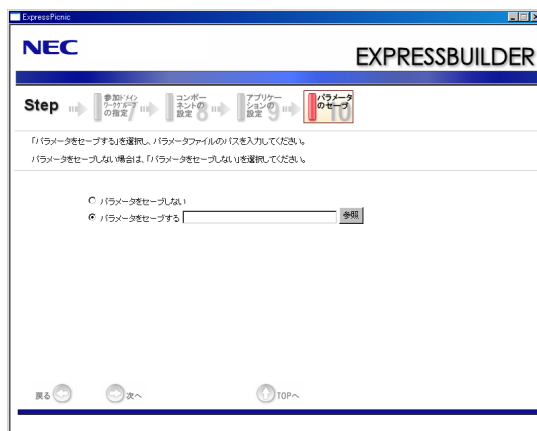 ExpressPicnic
NEC
EXPRESSBUILDER
Step
参加ドメイン
ワークグループ
の指定 7
コンポー
ネントの
設定 8
アプリケー
ションの
設定 9
パラメータ
のセーブ 10
「パラメータをセーブする」を選択し、パラメータファイルのパスを入力してください。
パラメータをセーブしない場合は、「パラメータをセーブしない」を選択してください。
パラメータをセーブしない
パラメータをセーブする 参照
戻る 次へ TOPへ